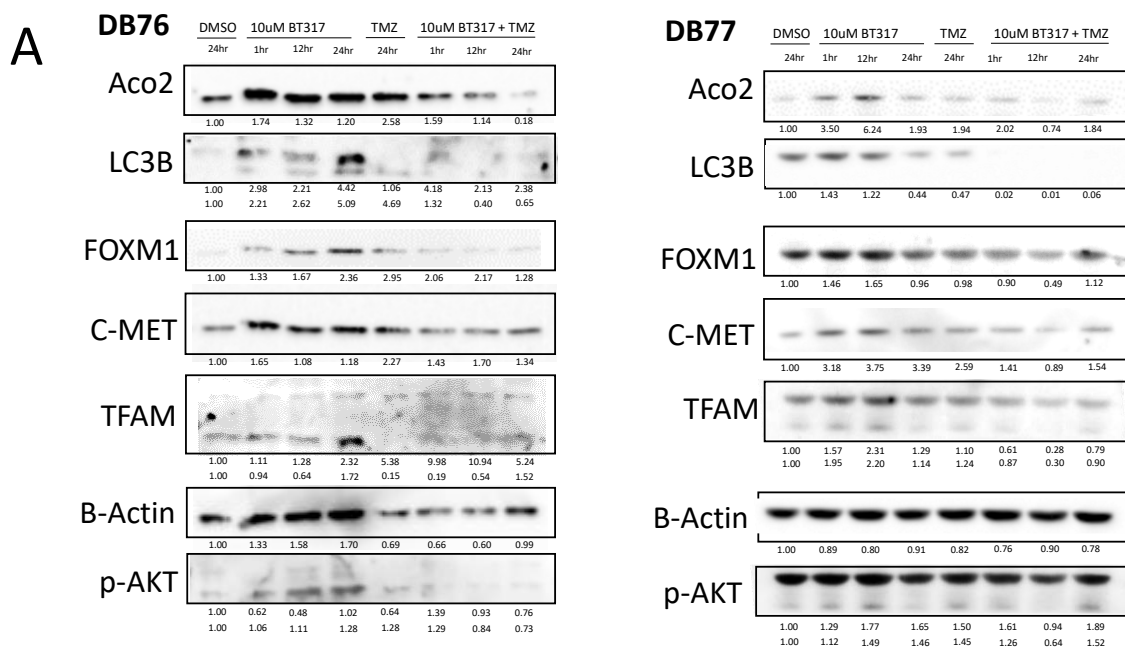 A
DB76
DMSO 10uM BT317 TMZ 10uM BT317 + TMZ
24hr 1hr 12hr 24hr 24hr 1hr 12hr 24hr
Aco2
1.00 1.74 1.32 1.20 2.58 1.59 1.14 0.18
LC3B
1.00 2.98 2.21 4.42 1.06 4.18 2.13 2.38
1.00 2.21 2.62 5.09 4.69 1.32 0.40 0.65
FOXM1
1.00 1.33 1.67 2.36 2.95 2.06 2.17 1.28
C-MET
1.00 1.65 1.08 1.18 2.27 1.43 1.70 1.34
TFAM
1.00 1.11 1.28 2.32 5.38 9.98 10.94 5.24
1.00 0.94 0.64 1.72 0.15 0.19 0.54 1.52
B-Actin
1.00 1.33 1.58 1.70 0.69 0.66 0.60 0.99
p-AKT
1.00 0.62 0.48 1.02 0.64 1.39 0.93 0.76
1.00 1.06 1.11 1.28 1.28 1.29 0.84 0.73
DB77
DMSO 10uM BT317 TMZ 10uM BT317 + TMZ
24hr 1hr 12hr 24hr 24hr 1hr 12hr 24hr
Aco2
1.00 3.50 6.24 1.93 1.94 2.02 0.74 1.84
LC3B
1.00 1.43 1.22 0.44 0.47 0.02 0.01 0.06
FOXM1
1.00 1.46 1.65 0.96 0.98 0.90 0.49 1.12
C-MET
1.00 3.18 3.75 3.39 2.59 1.41 0.89 1.54
TFAM
1.00 1.57 2.31 1.29 1.10 0.61 0.28 0.79
1.00 1.95 2.20 1.14 1.24 0.87 0.30 0.90
B-Actin
1.00 0.89 0.80 0.91 0.82 0.76 0.90 0.78
p-AKT
1.00 1.29 1.77 1.65 1.50 1.61 0.94 1.89
1.00 1.12 1.49 1.46 1.45 1.26 0.64 1.52